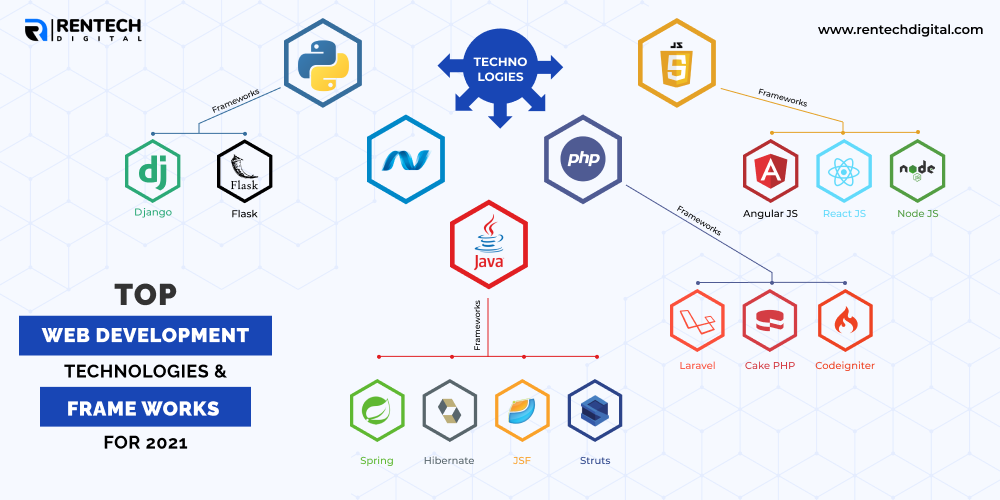 RENTECH
DIGITAL
www.rentechdigital.com
TECHNO
LOGIES
JS
5
Frameworks
Frameworks
php
dj
Flask
Django
Flask
A
node
JS
Angular JS
React JS
Node JS
Frameworks
Java
TOP
WEB DEVELOPMENT
TECHNOLOGIES &
FRAME WORKS
FOR 2021
Frameworks
Laravel
Cake PHP
Codeigniter
Spring
Hibernate
JSF
Struts